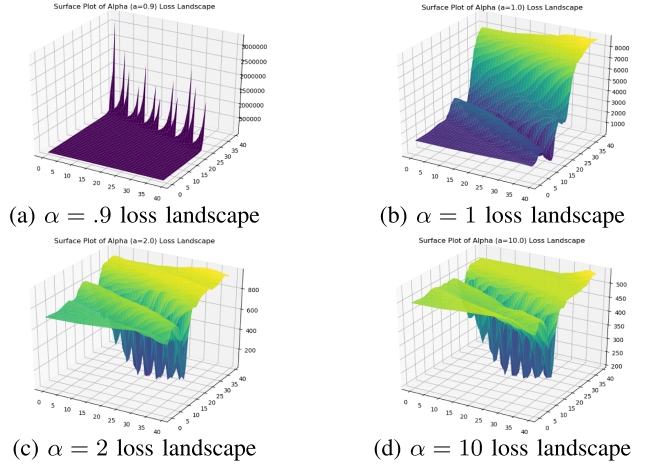 Surface Plot of Alpha (a=0.9) Loss Landscape
3000000
2500000
2000000
1500000
1000000
500000
0 5 10 15 20 25 30 35 40
0 5 10 15 20 25 30 35 40
(a) α = .9 loss landscape
Surface Plot of Alpha (a=1.0) Loss Landscape
8000
7000
6000
5000
4000
3000
2000
1000
0 5 10 15 20 25 30 35 40
0 5 10 15 20 25 30 35 40
(b) α = 1 loss landscape
Surface Plot of Alpha (a=2.0) Loss Landscape
800
600
400
200
0 5 10 15 20 25 30 35 40
0 5 10 15 20 25 30 35 40
(c) α = 2 loss landscape
Surface Plot of Alpha (a=10.0) Loss Landscape
500
450
400
350
300
250
200
0 5 10 15 20 25 30 35 40
0 5 10 15 20 25 30 35 40
(d) α = 10 loss landscape